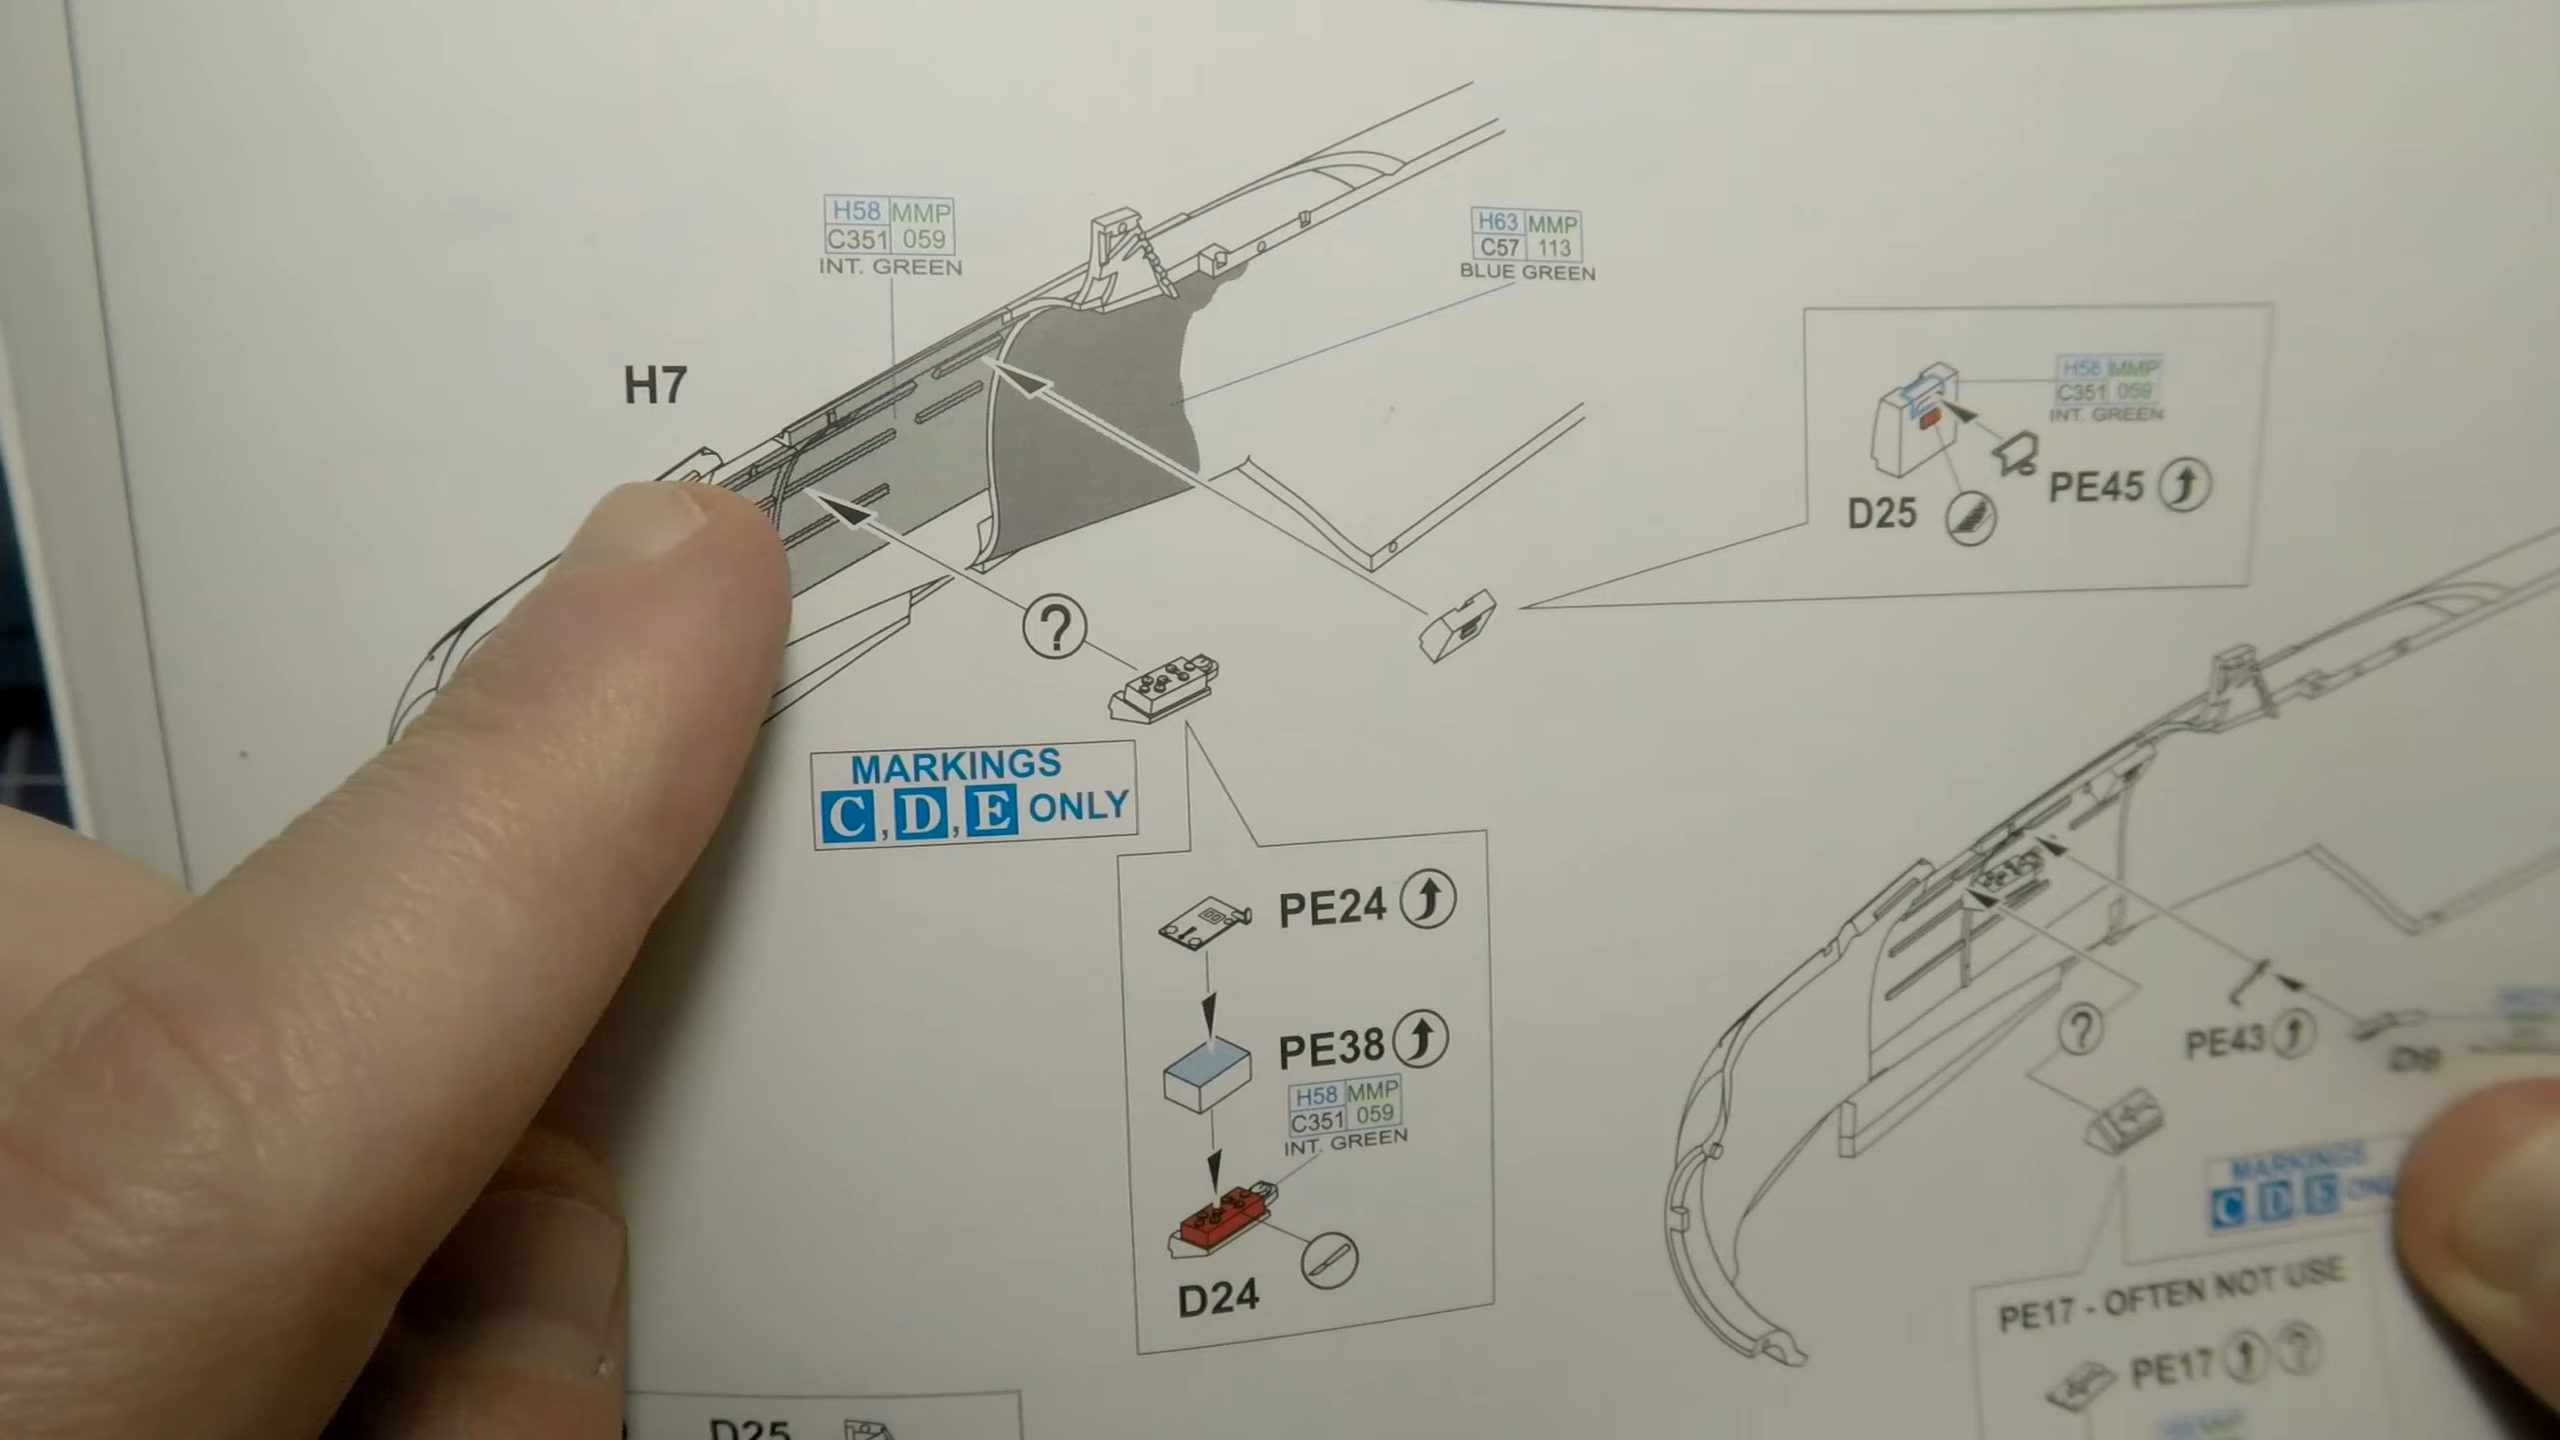 H58 MMP
C351 059
INT. GREEN
H63 MMP
C57 113
BLUE GREEN
H7
H58 MMP
C351 059
INT. GREEN
PE45
D25
?
MARKINGS
C, D, E ONLY
PE24
PE38
H58 MMP
C351 059
INT. GREEN
D24
?
PE43
MARKINGS
C D E
PE17 - OFTEN NOT USE
PE17 ?
D25